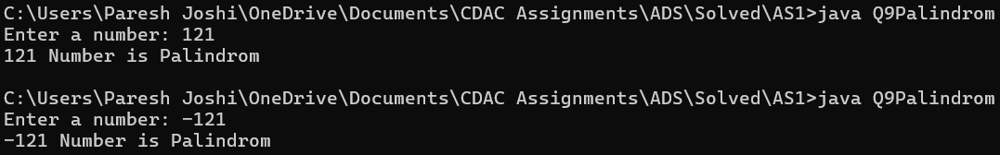 C:\Users\Paresh Joshi\OneDrive\Documents\CDAC Assignments\ADS\Solved\AS1>java Q9Palindrom
Enter a number: 121
121 Number is Palindrom

C:\Users\Paresh Joshi\OneDrive\Documents\CDAC Assignments\ADS\Solved\AS1>java Q9Palindrom
Enter a number: -121
-121 Number is Palindrom